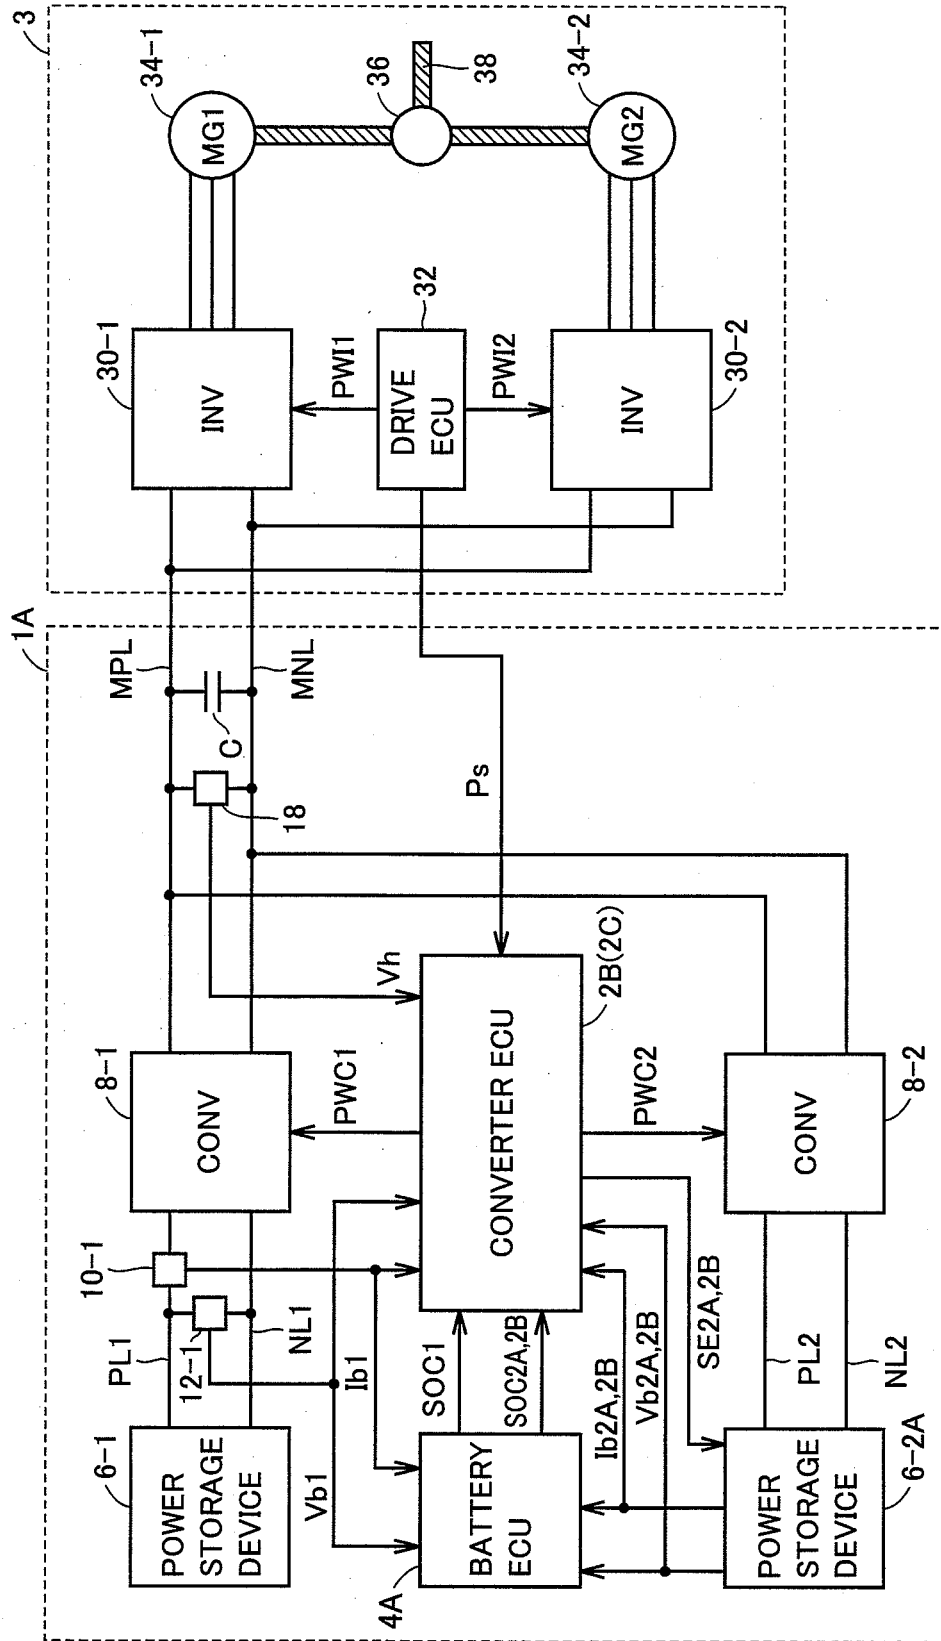 1A
3
6-1
POWER
STORAGE
DEVICE
PL1
10-1
12-1
NL1
8-1
CONV
MPL
MNL
C
18
30-1
INV
34-1
MG1
Vb1
Ib1
PWC1
Vh
PWI1
36
38
4A
BATTERY
ECU
SOC1
SOC2A,2B
CONVERTER ECU
2B(2C)
Ps
DRIVE
ECU
32
Ib2A,2B
Vb2A,2B
SE2A,2B
PWC2
PWI2
POWER
STORAGE
DEVICE
6-2A
PL2
NL2
CONV
8-2
INV
30-2
MG2
34-2